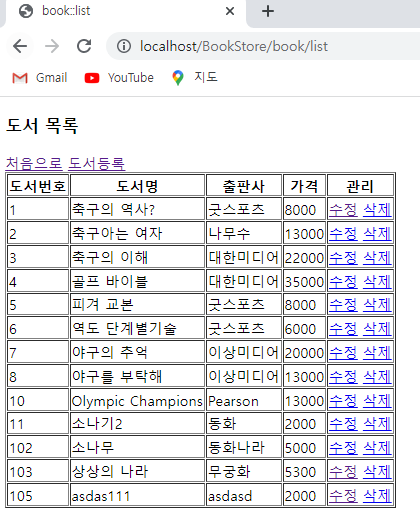 book::list
localhost/BookStore/book/list
Gmail YouTube 지도
도서 목록
처음으로 도서등록
도서번호 도서명 출판사 가격 관리
1 축구의 역사? 굿스포츠 8000 수정 삭제
2 축구아는 여자 나무수 13000 수정 삭제
3 축구의 이해 대한미디어 22000 수정 삭제
4 골프 바이블 대한미디어 35000 수정 삭제
5 피겨 교본 굿스포츠 8000 수정 삭제
6 역도 단계별기술 굿스포츠 6000 수정 삭제
7 야구의 추억 이상미디어 20000 수정 삭제
8 야구를 부탁해 이상미디어 13000 수정 삭제
10 Olympic Champions Pearson 13000 수정 삭제
11 소나기2 동화 2000 수정 삭제
102 소나무 동화나라 5000 수정 삭제
103 상상의 나라 무궁화 5300 수정 삭제
105 asdas111 asdasd 2000 수정 삭제